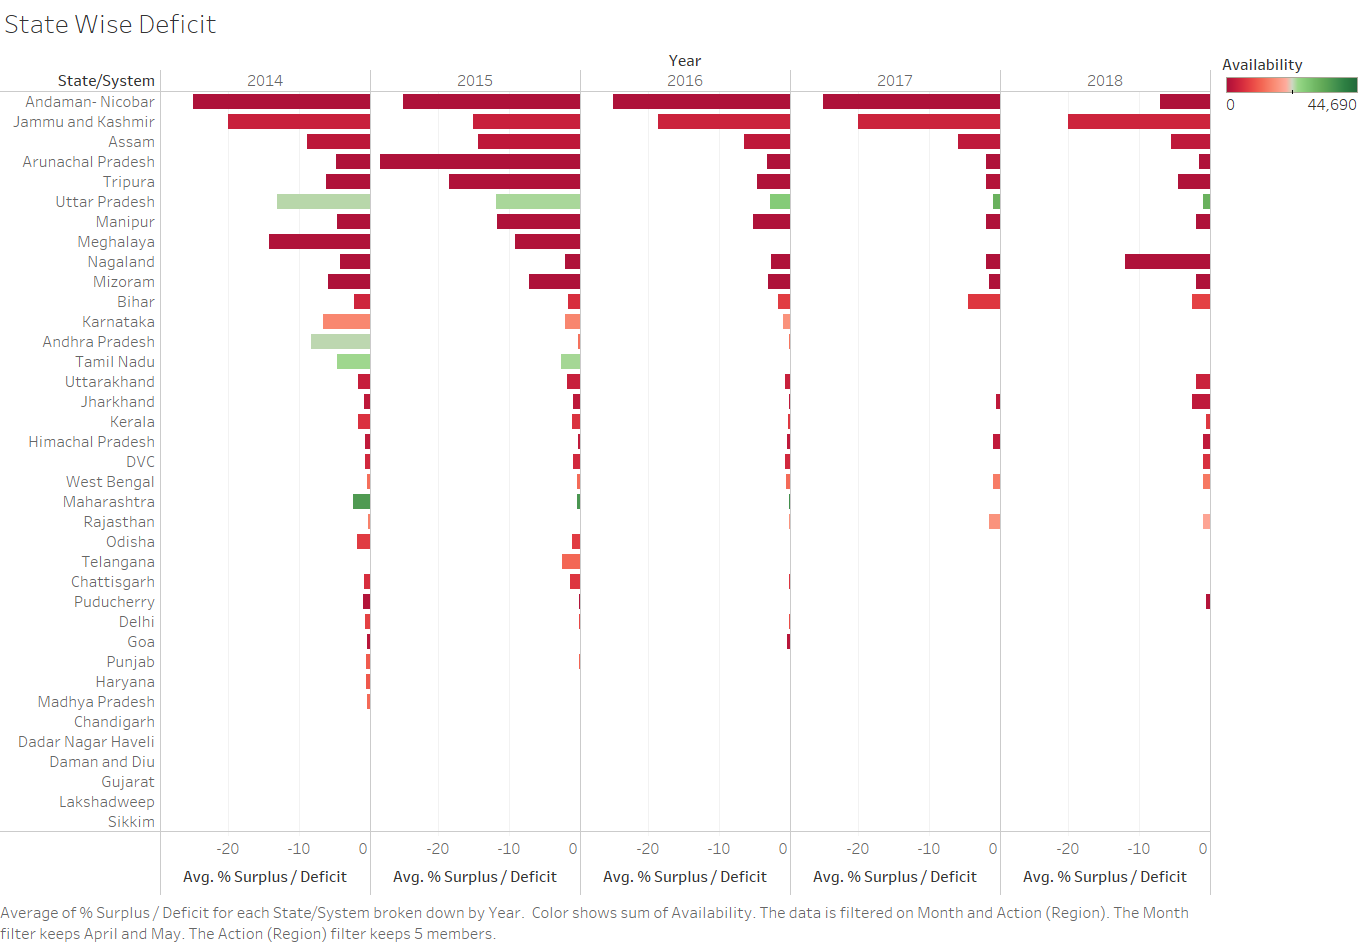 State Wise Deficit
Year
State/System 2014 2015 2016 2017 2018
Availability
0 44,690
Andaman- Nicobar
Jammu and Kashmir
Assam
Arunachal Pradesh
Tripura
Uttar Pradesh
Manipur
Meghalaya
Nagaland
Mizoram
Bihar
Karnataka
Andhra Pradesh
Tamil Nadu
Uttarakhand
Jharkhand
Kerala
Himachal Pradesh
DVC
West Bengal
Maharashtra
Rajasthan
Odisha
Telangana
Chattisgarh
Puducherry
Delhi
Goa
Punjab
Haryana
Madhya Pradesh
Chandigarh
Dadar Nagar Haveli
Daman and Diu
Gujarat
Lakshadweep
Sikkim
-20 -10 0 -20 -10 0 -20 -10 0 -20 -10 0 -20 -10 0
Avg. % Surplus / Deficit Avg. % Surplus / Deficit Avg. % Surplus / Deficit Avg. % Surplus / Deficit Avg. % Surplus / Deficit
Average of % Surplus / Deficit for each State/System broken down by Year.  Color shows sum of Availability. The data is filtered on Month and Action (Region). The Month
filter keeps April and May. The Action (Region) filter keeps 5 members.